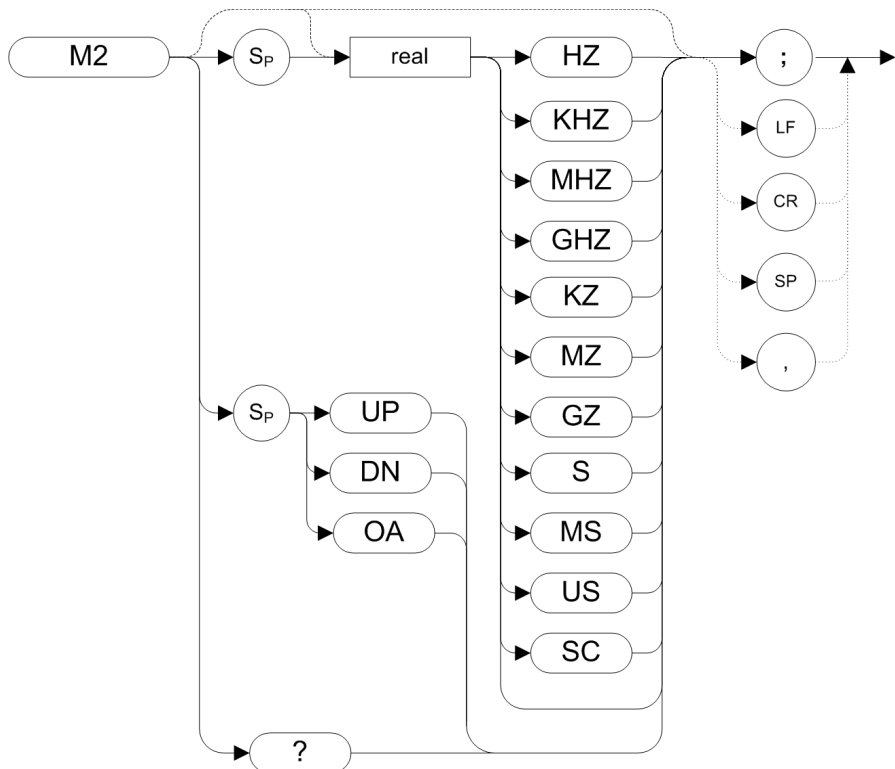 M2
SP
real
HZ
;
KHZ
LF
MHZ
CR
GHZ
KZ
SP
MZ
,
GZ
SP
UP
DN
S
OA
MS
US
SC
?